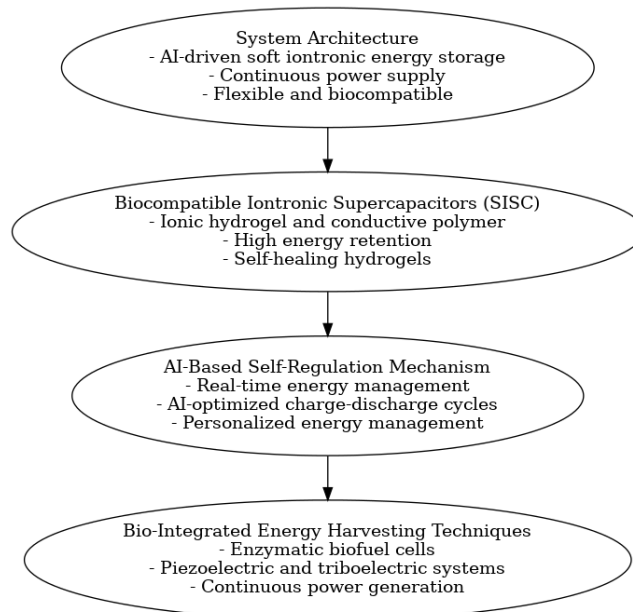 System Architecture
- AI-driven soft iontronic energy storage
- Continuous power supply
- Flexible and biocompatible
Biocompatible Iontronic Supercapacitors (SISC)
- Ionic hydrogel and conductive polymer
- High energy retention
- Self-healing hydrogels
AI-Based Self-Regulation Mechanism
- Real-time energy management
- AI-optimized charge-discharge cycles
- Personalized energy management
Bio-Integrated Energy Harvesting Techniques
- Enzymatic biofuel cells
- Piezoelectric and triboelectric systems
- Continuous power generation